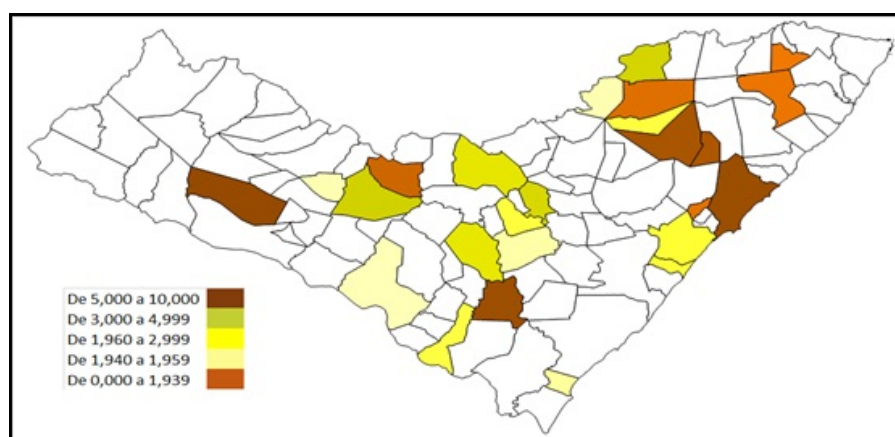 De 5,000 a 10,000
De 3,000 a 4,999
De 1,960 a 2,999
De 1,940 a 1,959
De 0,000 a 1,939